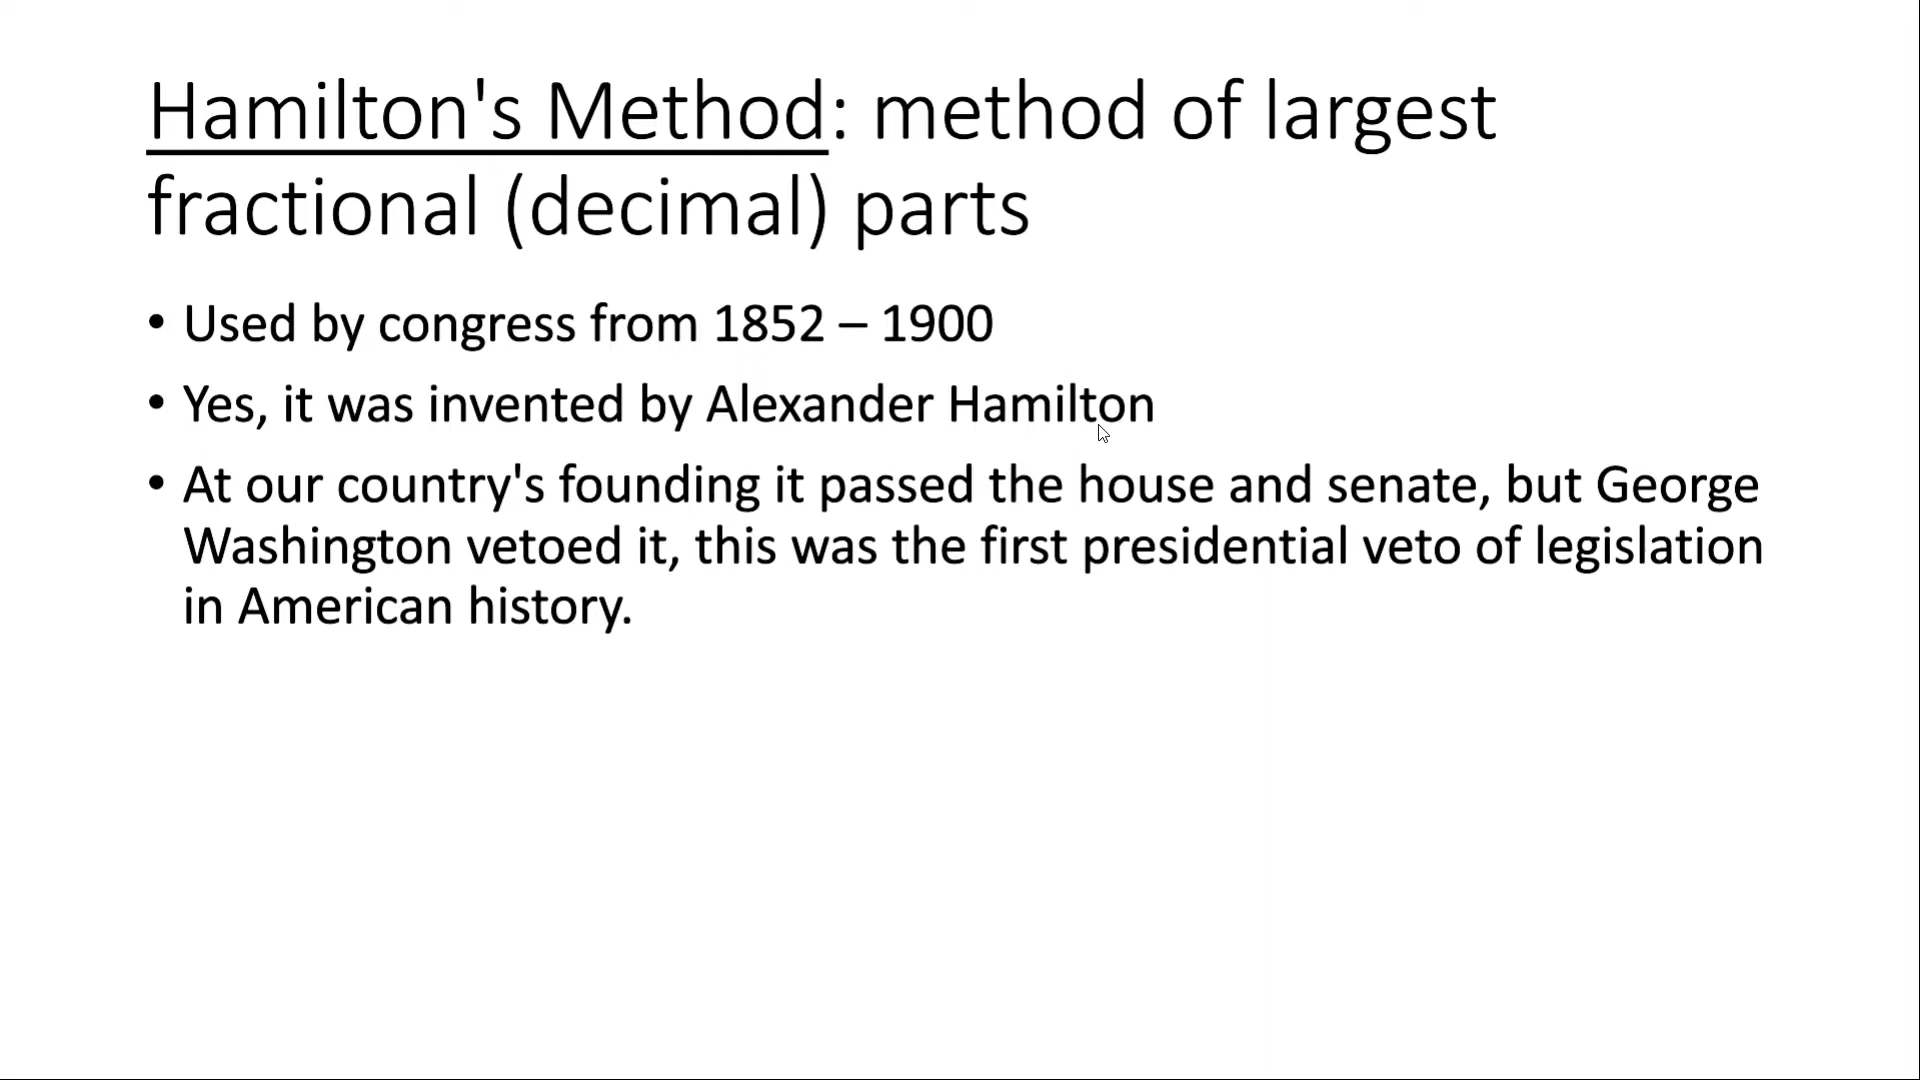 Hamilton's Method: method of largest
fractional (decimal) parts
• Used by congress from 1852 – 1900
• Yes, it was invented by Alexander Hamilton
• At our country's founding it passed the house and senate, but George
Washington vetoed it, this was the first presidential veto of legislation
in American history.